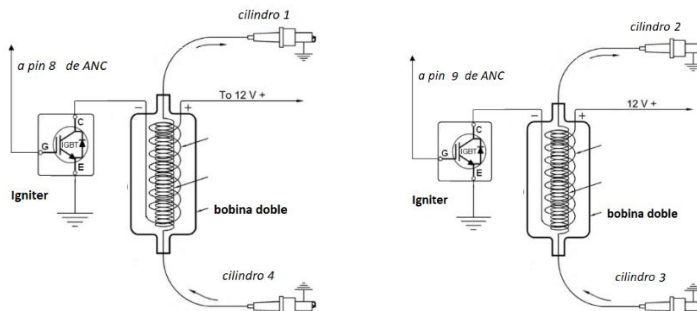 cilindro 1
a pin 8 de ANC
To 12 V +
C
G
IGBT
E
Igniter
− +
bobina doble
cilindro 4
cilindro 2
a pin 9 de ANC
12 V +
C
G
IGBT
E
Igniter
− +
bobina doble
cilindro 3